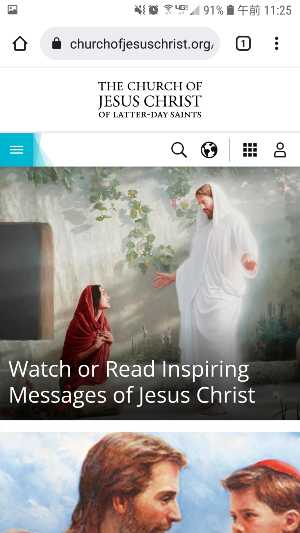 91% 午前 11:25
churchofjesuschrist.org/
1
THE CHURCH OF
JESUS CHRIST
OF LATTER-DAY SAINTS
Watch or Read Inspiring
Messages of Jesus Christ